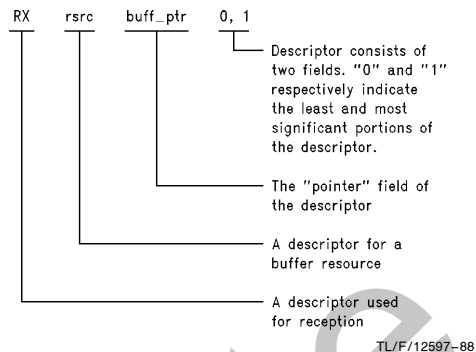 RX rsrc buff_ptr 0, 1
Descriptor consists of
two fields. "0" and "1"
respectively indicate
the least and most
significant portions of
the descriptor.
The "pointer" field of
the descriptor
A descriptor for a
buffer resource
A descriptor used
for reception
TL/F/12597–88